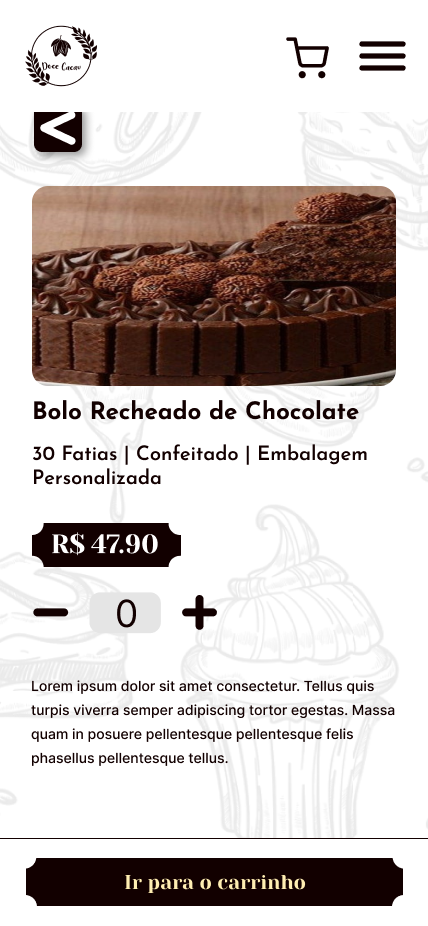 Doce Cacau
<
Bolo Recheado de Chocolate
30 Fatias | Confeitado | Embalagem
Personalizada
R$ 47.90
0
Lorem ipsum dolor sit amet consectetur. Tellus quis
turpis viverra semper adipiscing tortor egestas. Massa
quam in posuere pellentesque pellentesque felis
phasellus pellentesque tellus.
Ir para o carrinho